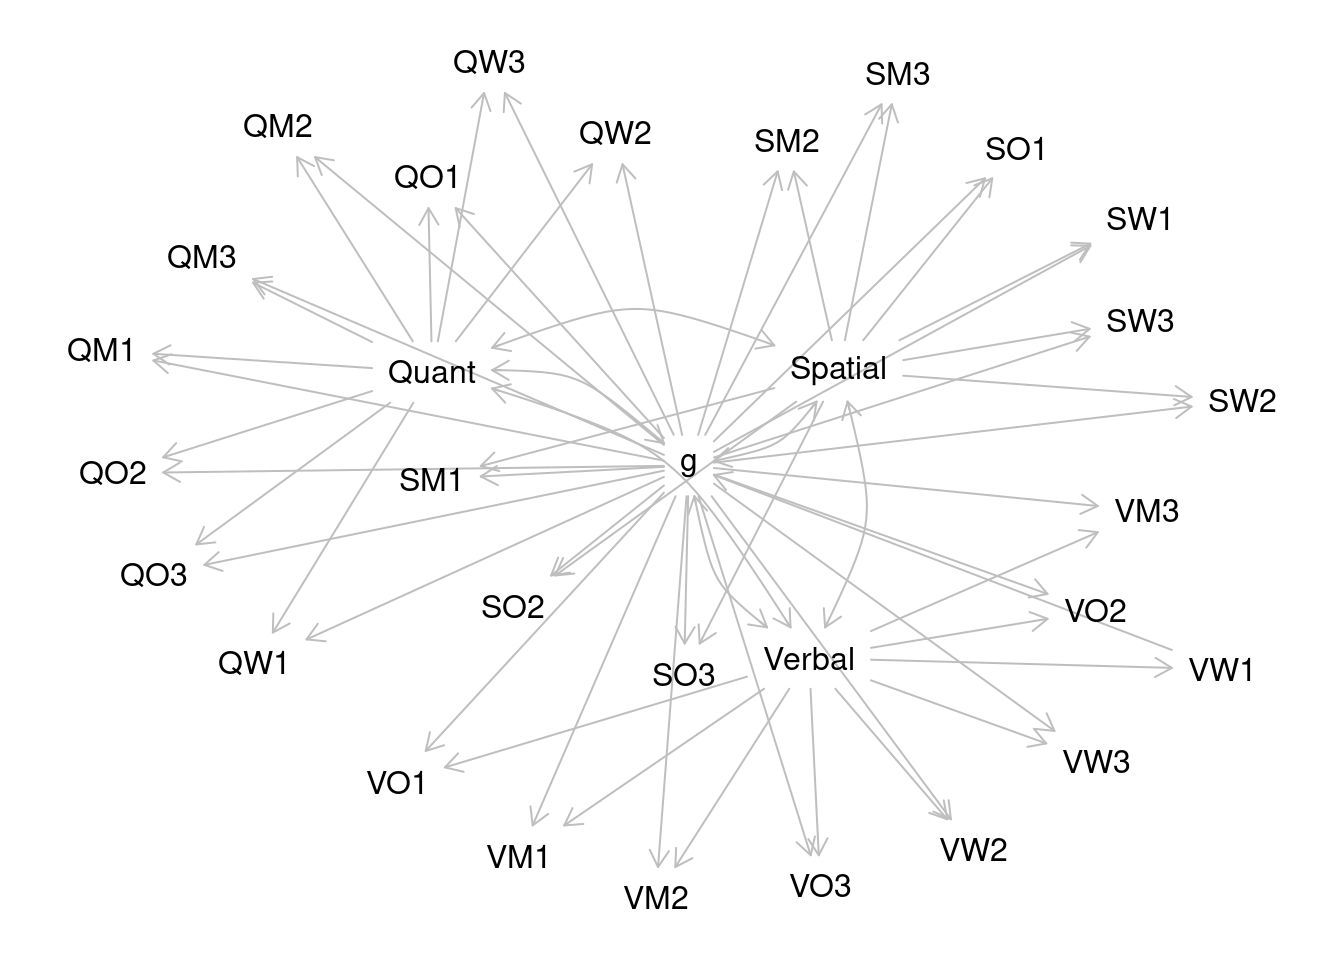 QW3
SM3
QM2
QW2
SM2
SO1
QO1
SW1
QM3
SW3
QM1
Quant
Spatial
SW2
g
QO2
SM1
VM3
QO3
SO2
VO2
QW1
SO3
Verbal
VW1
VO1
VW3
VM1
VW2
VM2
VO3